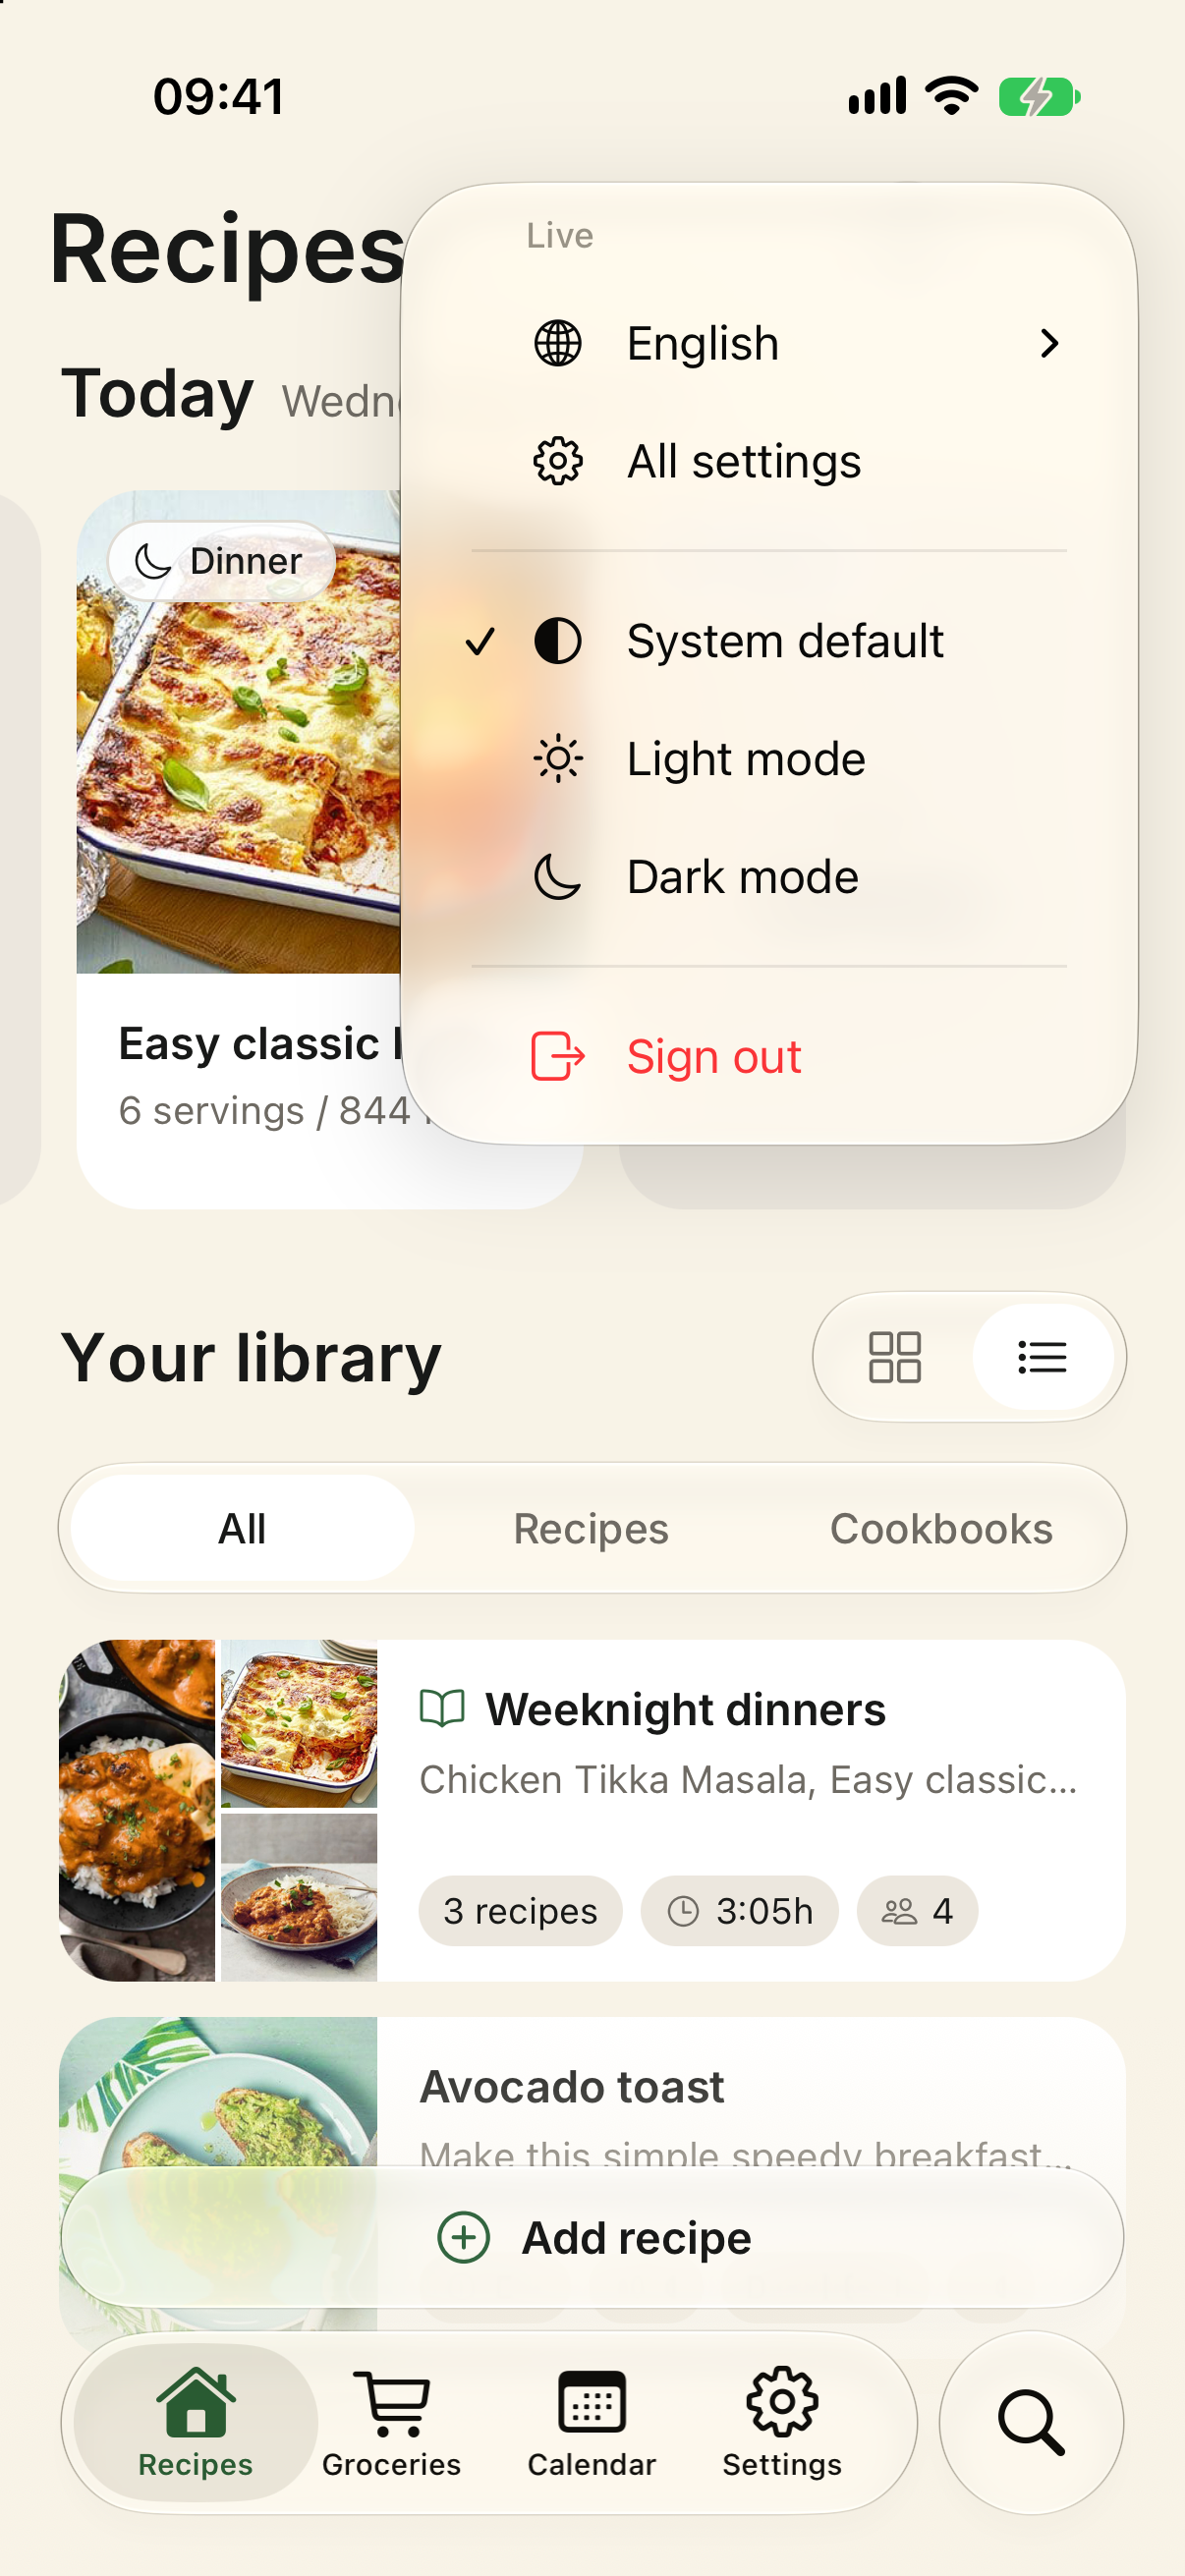 09:41
Recipes
Live
English
All settings
System default
Light mode
Dark mode
Sign out
Today
Dinner
Easy classic
6 servings / 844
Your library
All Recipes Cookbooks
Weeknight dinners
Chicken Tikka Masala, Easy classic...
3 recipes 3:05h 4
Avocado toast
Make this simple speedy breakfast...
Add recipe
Recipes Groceries Calendar Settings